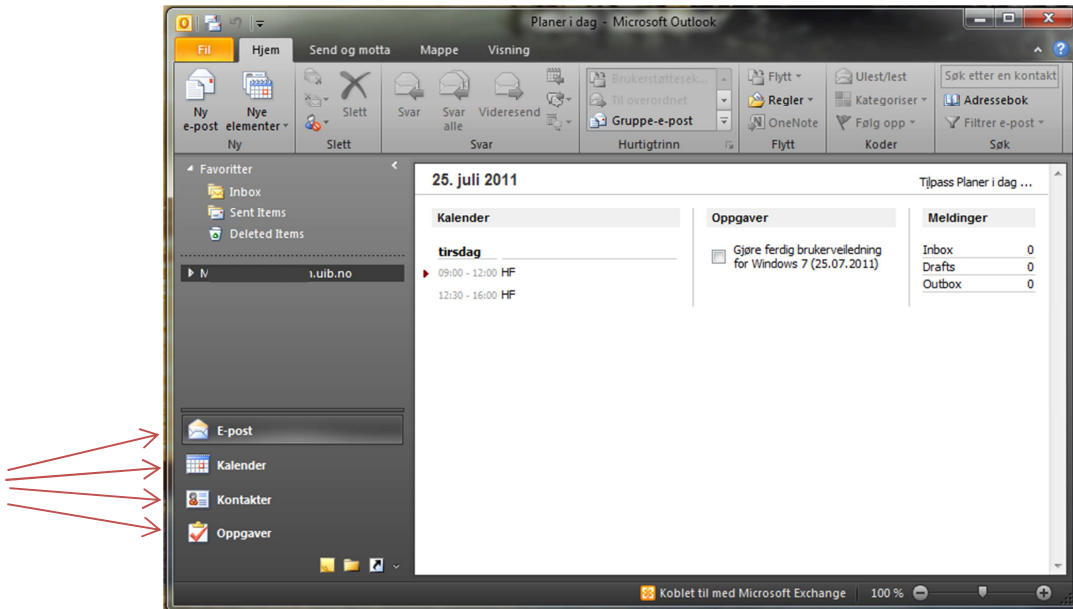 Planer i dag - Microsoft Outlook
Fil Hjem Send og motta Mappe Visning
Ny e-post
Nye elementer
Ny
Slett
Slett
Svar
Svar alle
Videresend
Svar
Brukerstøttesek...
Til overordnet
Gruppe-e-post
Hurtigtrinn
Flytt
Regler
OneNote
Flytt
Ulest/lest
Kategoriser
Følg opp
Koder
Søk etter en kontakt
Adressebok
Filtrer e-post
Søk
Favoritter
Inbox
Sent Items
Deleted Items
.uib.no
E-post
Kalender
Kontakter
Oppgaver
25. juli 2011
Tilpass Planer i dag ...
Kalender
tirsdag
09:00 - 12:00 HF
12:30 - 16:00 HF
Oppgaver
Gjøre ferdig brukerveiledning
for Windows 7 (25.07.2011)
Meldinger
Inbox 0
Drafts 0
Outbox 0
Koblet til med Microsoft Exchange 100 %